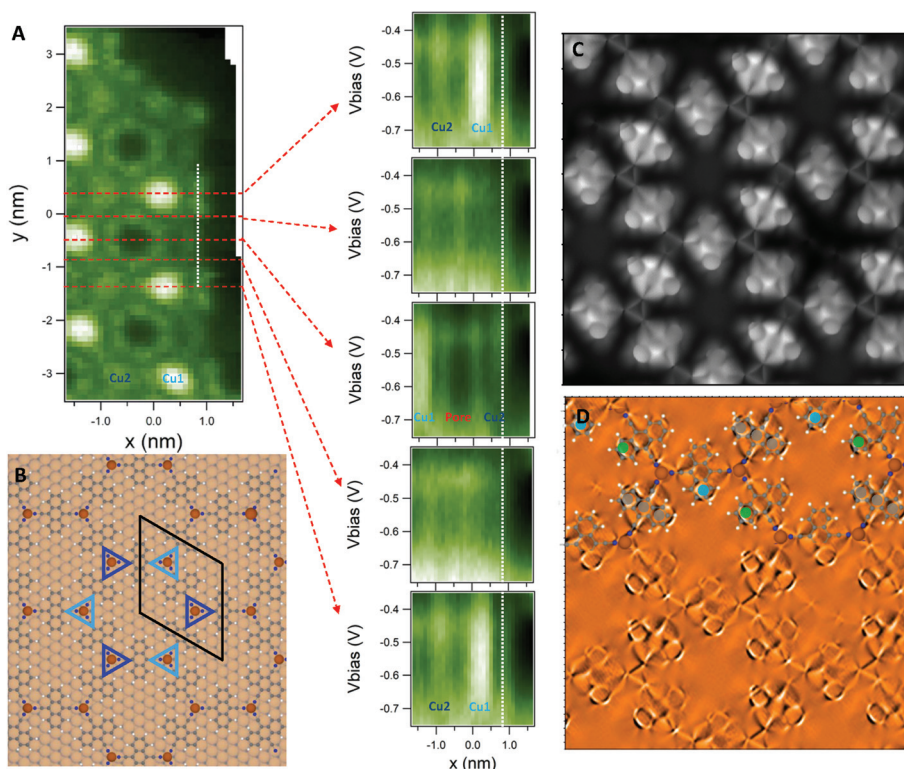 A
3
2
1
0
-1
-2
-3
y (nm)
-1.0
0.0
1.0
x (nm)
Cu2
Cu1
B
-0.4
-0.5
-0.6
-0.7
Vbias (V)
Cu2
Cu1
-0.4
-0.5
-0.6
-0.7
Vbias (V)
-0.4
-0.5
-0.6
-0.7
Vbias (V)
Cu1
Pore
Cu2
-0.4
-0.5
-0.6
-0.7
Vbias (V)
-0.4
-0.5
-0.6
-0.7
Vbias (V)
Cu2
Cu1
-1.0
0.0
1.0
x (nm)
C
D